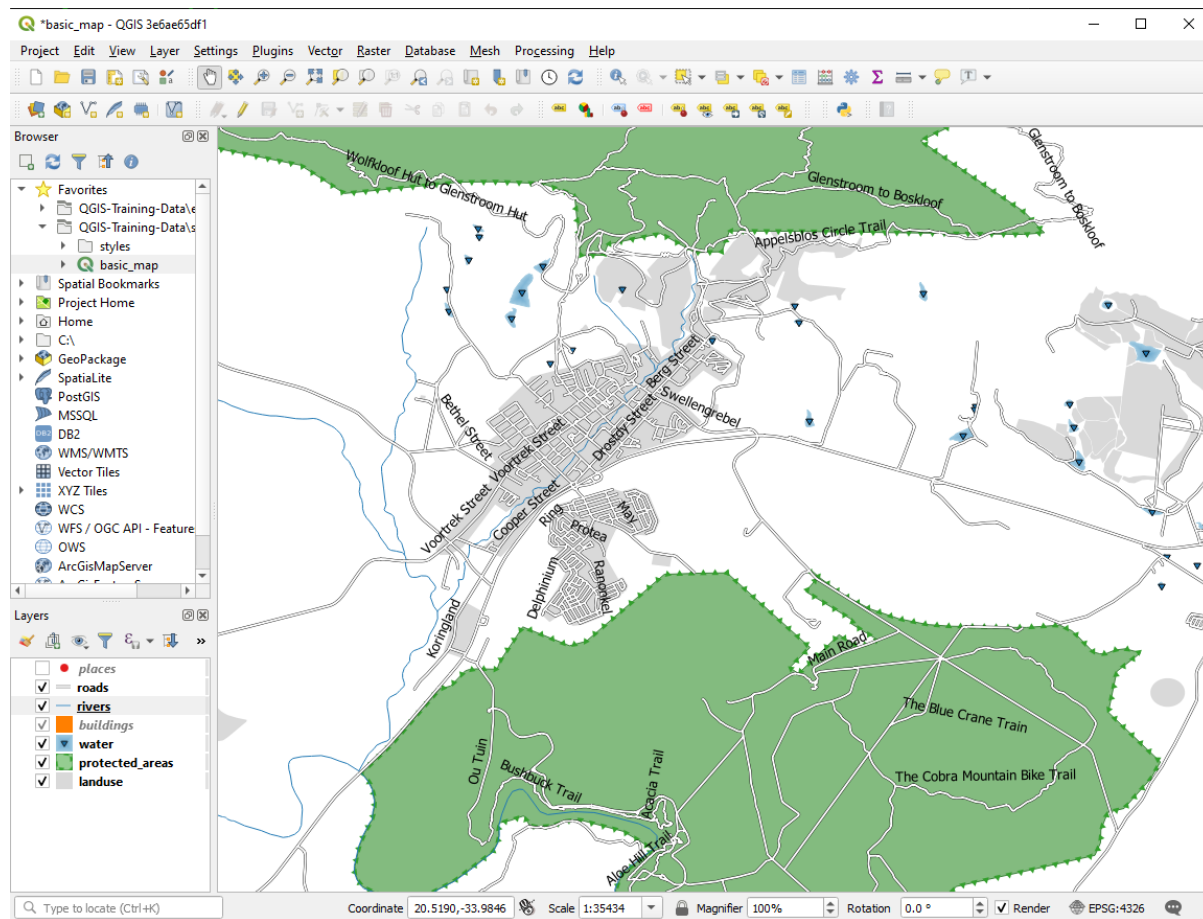 *basic_map - QGIS 3e6ae65df1
Project Edit View Layer Settings Plugins Vector Raster Database Mesh Processing Help
Browser
Favorites
QGIS-Training-Data\e
QGIS-Training-Data\s
styles
basic_map
Spatial Bookmarks
Project Home
Home
C:\
GeoPackage
SpatiaLite
PostGIS
MSSQL
DB2
WMS/WMTS
Vector Tiles
XYZ Tiles
WCS
WFS / OGC API - Feature
OWS
ArcGisMapServer
Layers
places
roads
rivers
buildings
water
protected_areas
landuse
Wolfkloof Hut to Glenstroom Hut
Glenstroom to Boskloof
Glenstroom to Boskloof
Appelsblos Circle Trail
Berg Street
Swellengrebel
Bethel Street
Drostdy Street
Voortrek Street
Voortrek Street
Cooper Street
Ring
May
Protea
Delphinium
Ranonkel
Koringland
Main Road
The Blue Crane Train
The Cobra Mountain Bike Trail
Ou Tuin
Bushbuck Trail
Acacia Trail
Aloe Hill Trail
Type to locate (Ctrl+K) Coordinate 20.5190,-33.9846 Scale 1:35434 Magnifier 100% Rotation 0.0 ° Render EPSG:4326